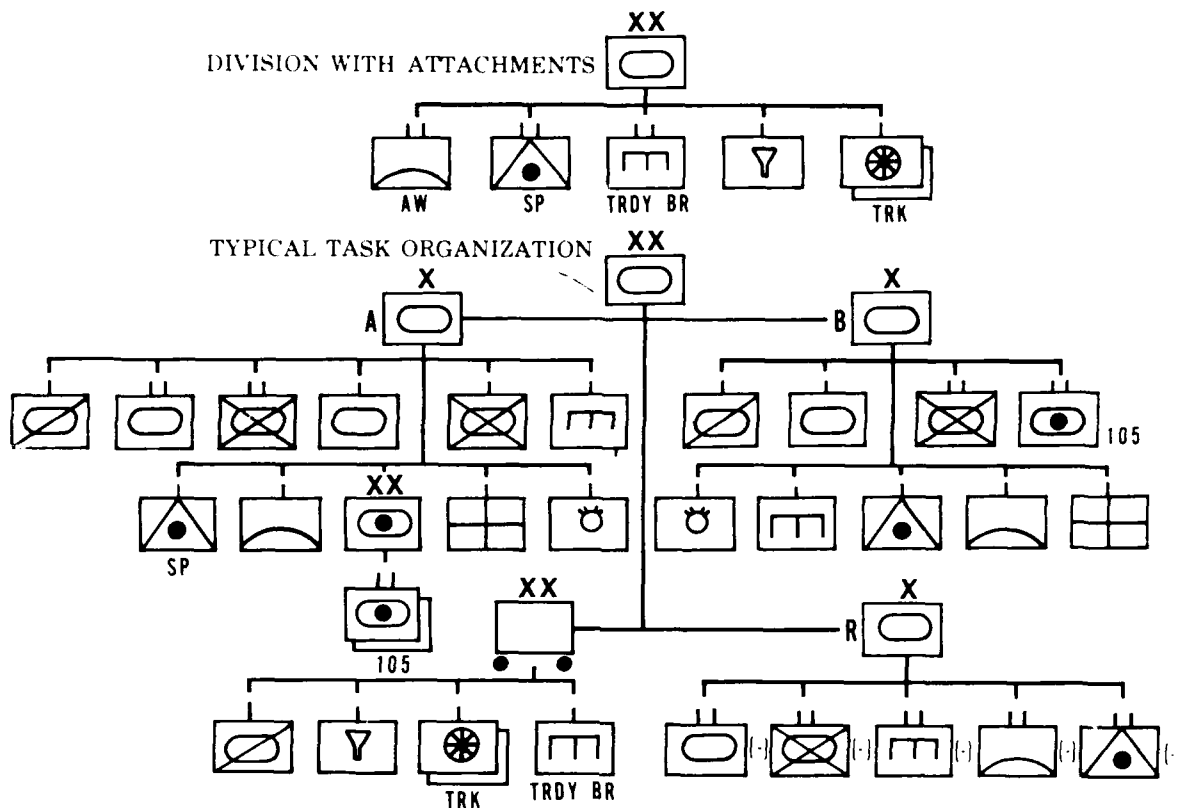 XX
DIVISION WITH ATTACHMENTS
AW
SP
TRDY BR
TRK
XX
TYPICAL TASK ORGANIZATION
X
X
A
B
105
XX
SP
XX
X
R
105
(-)
(-)
(-)
(-)
(-
TRK
TRDY BR